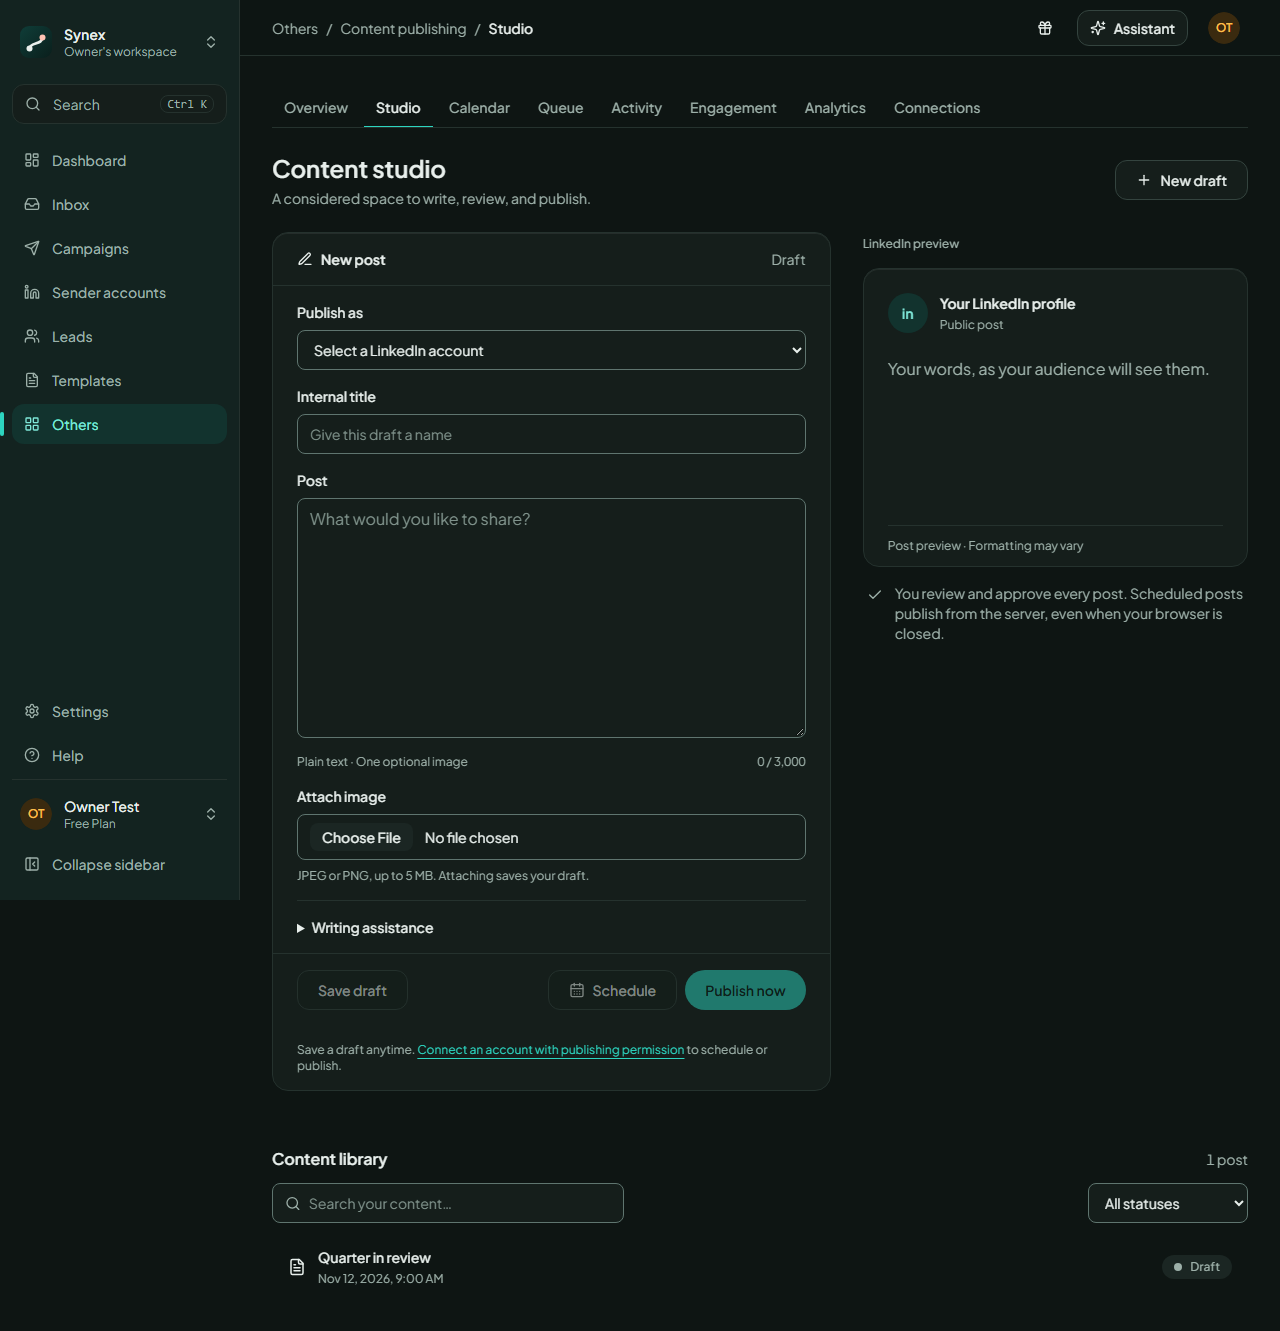 Synex
Owner's workspace
Search
Ctrl K
Dashboard
Inbox
Campaigns
Sender accounts
Leads
Templates
Others
Settings
Help
OT
Owner Test
Free Plan
Collapse sidebar
Others / Content publishing / Studio
Assistant
OT
Overview
Studio
Calendar
Queue
Activity
Engagement
Analytics
Connections
Content studio
A considered space to write, review, and publish.
New draft
New post
Draft
Publish as
Select a LinkedIn account
Internal title
Give this draft a name
Post
What would you like to share?
Plain text · One optional image
0 / 3,000
Attach image
Choose File
No file chosen
JPEG or PNG, up to 5 MB. Attaching saves your draft.
Writing assistance
Save draft
Schedule
Publish now
Save a draft anytime. Connect an account with publishing permission to schedule or
publish.
LinkedIn preview
in
Your LinkedIn profile
Public post
Your words, as your audience will see them.
Post preview · Formatting may vary
You review and approve every post. Scheduled posts
publish from the server, even when your browser is
closed.
Content library
1 post
Search your content…
All statuses
Quarter in review
Nov 12, 2026, 9:00 AM
Draft